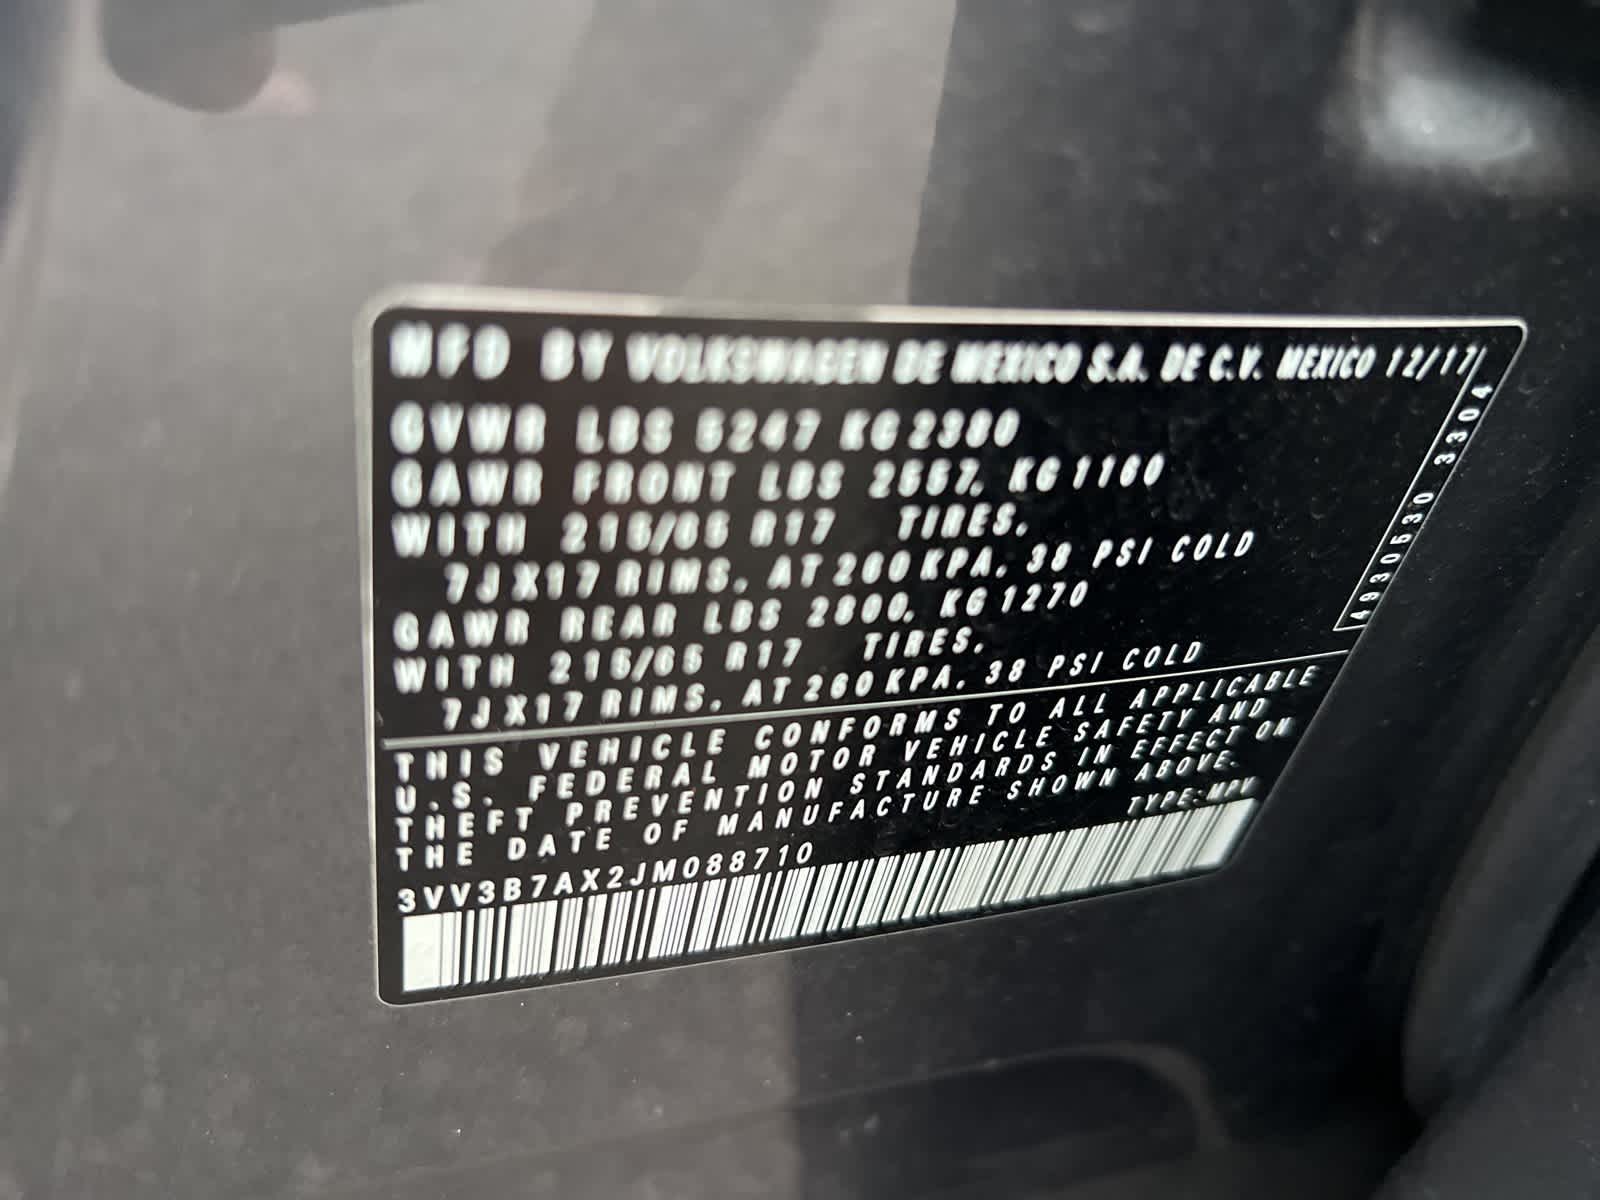 MFD BY VOLKSWAGEN DE MEXICO S.A. DE C.V. MEXICO 12/17
GVWR LBS 5247 KG 2380
GAWR FRONT LBS 2557, KG 1160
WITH 215/65 R17 TIRES,
7J X17 RIMS, AT 260 KPA, 38 PSI COLD
GAWR REAR LBS 2800, KG 1270
WITH 215/65 R17 TIRES,
7J X17 RIMS, AT 260 KPA, 38 PSI COLD
THIS VEHICLE CONFORMS TO ALL APPLICABLE
U.S. FEDERAL MOTOR VEHICLE SAFETY AND
THEFT PREVENTION STANDARDS IN EFFECT ON
THE DATE OF MANUFACTURE SHOWN ABOVE.
TYPE:MPV
3VV3B7AX2JM088710
4930530 3304